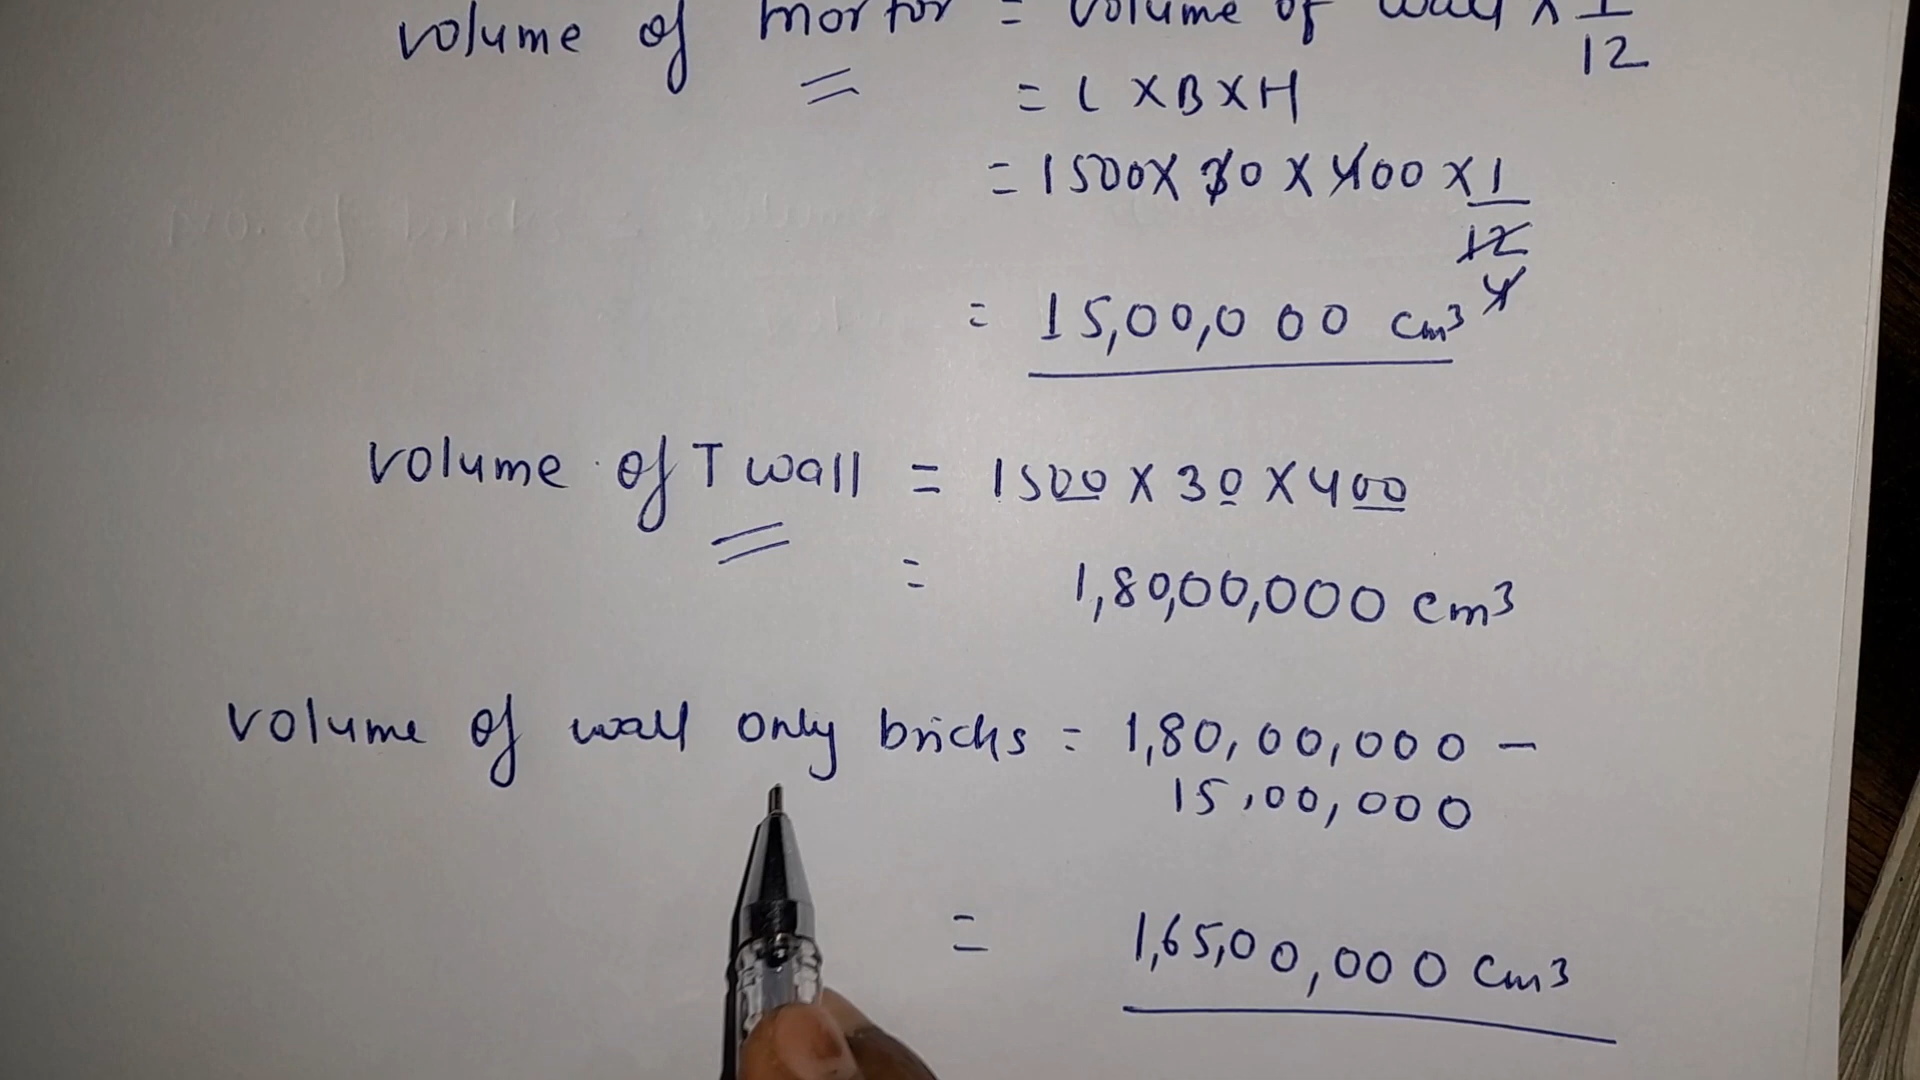 volume of mortor = volume of wall X 1/12
= L X B X H
= 1500 X 30 X 400 X 1/12
4
= 15,00,000 cm³
volume of T wall = 1500 X 30 X 400
= 1,80,00,000 cm³
volume of wall only bricks = 1,80,00,000 -
15,00,000
= 1,65,00,000 cm³